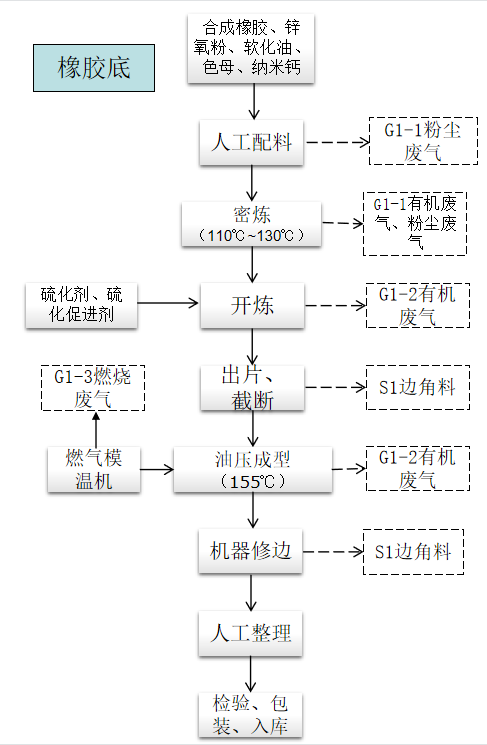 橡胶底
合成橡胶、锌
氧粉、软化油、
色母、纳米钙
人工配料
G1-1粉尘
废气
密炼
（110℃~130℃）
G1-1有机废
气、粉尘废
气
硫化剂、硫
化促进剂
开炼
G1-2有机
废气
G1-3燃烧
废气
出片、
截断
S1边角料
燃气模
温机
油压成型
（155℃）
G1-2有机
废气
机器修边
S1边角料
人工整理
检验、包
装、入库